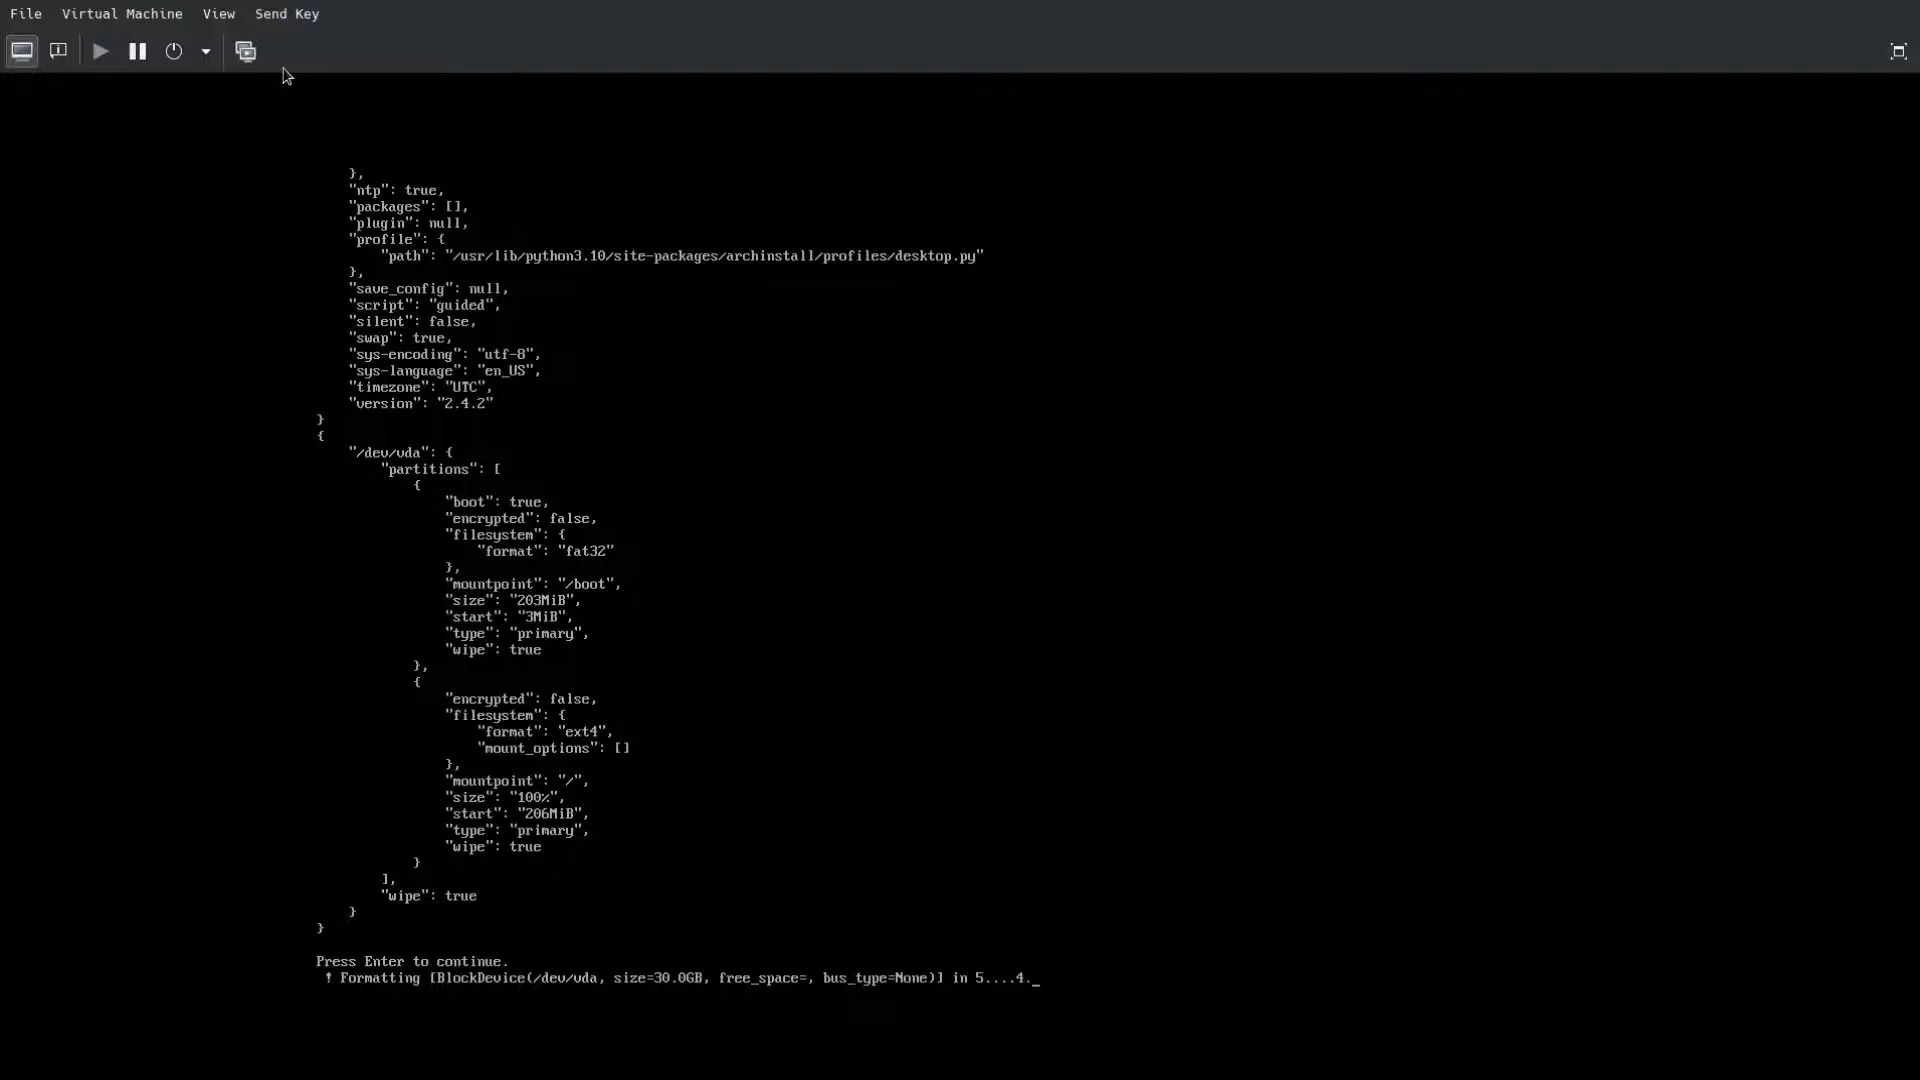 File Virtual Machine View Send Key
},
"ntp": true,
"packages": [],
"plugin": null,
"profile": {
"path": "/usr/lib/python3.10/site-packages/archinstall/profiles/desktop.py"
},
"save_config": null,
"script": "guided",
"silent": false,
"swap": true,
"sys-encoding": "utf-8",
"sys-language": "en_US",
"timezone": "UTC",
"version": "2.4.2"
}
{
"/dev/vda": {
"partitions": [
{
"boot": true,
"encrypted": false,
"filesystem": {
"format": "fat32"
},
"mountpoint": "/boot",
"size": "203MiB",
"start": "3MiB",
"type": "primary",
"wipe": true
},
{
"encrypted": false,
"filesystem": {
"format": "ext4",
"mount_options": []
},
"mountpoint": "/",
"size": "100%",
"start": "206MiB",
"type": "primary",
"wipe": true
}
],
"wipe": true
}
}
Press Enter to continue.
! Formatting [BlockDevice(/dev/vda, size=30.0GB, free_space=, bus_type=None)] in 5....4._